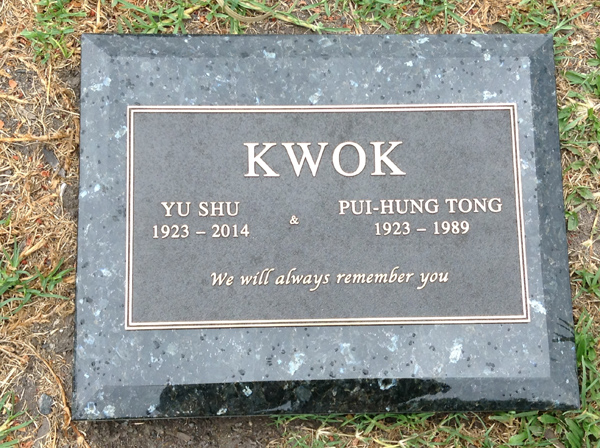 KWOK
YU SHU & PUI-HUNG TONG
1923 – 2014 1923 – 1989
We will always remember you